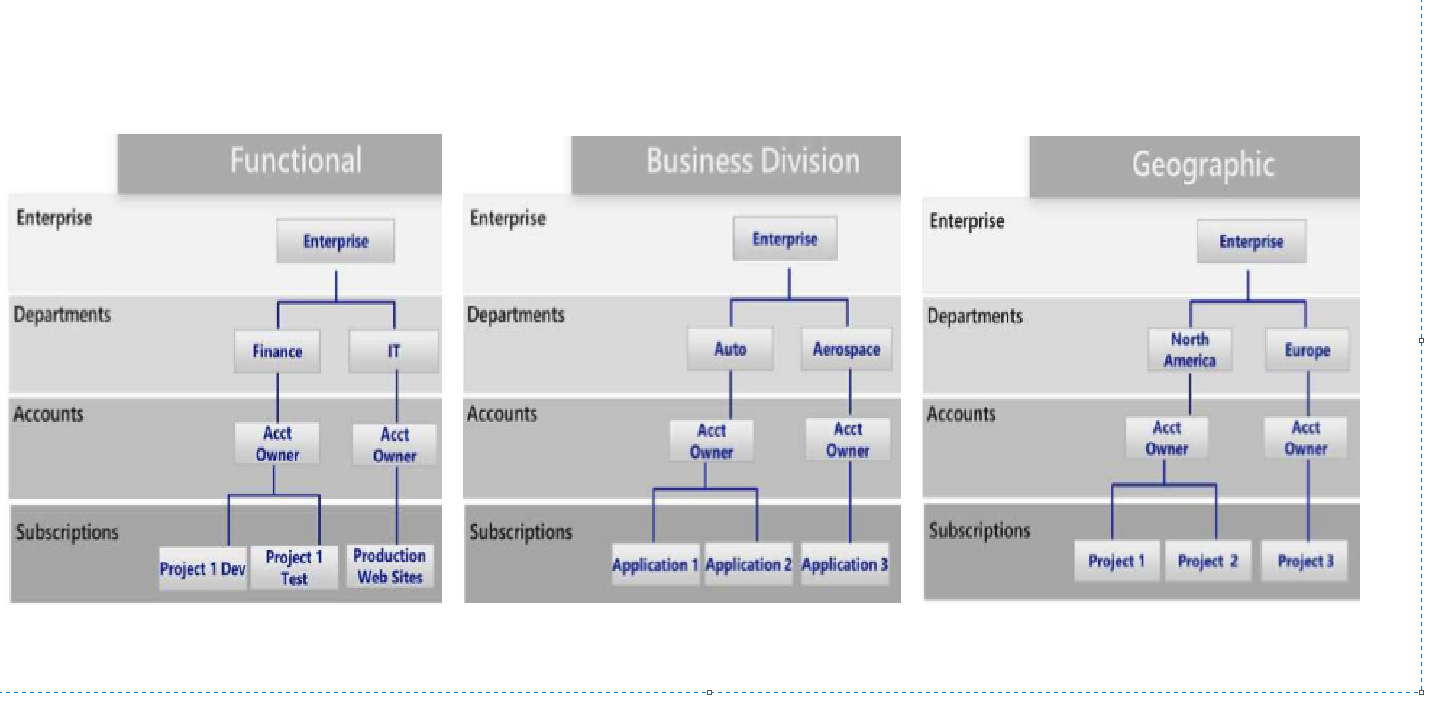 Functional
Enterprise
Enterprise
Departments
Finance
IT
Accounts
Acct
Owner
Acct
Owner
Subscriptions
Project 1 Dev
Project 1
Test
Production
Web Sites
Business Division
Enterprise
Enterprise
Departments
Auto
Aerospace
Accounts
Acct
Owner
Acct
Owner
Subscriptions
Application 1
Application 2
Application 3
Geographic
Enterprise
Enterprise
Departments
North
America
Europe
Accounts
Acct
Owner
Acct
Owner
Subscriptions
Project 1
Project 2
Project 3